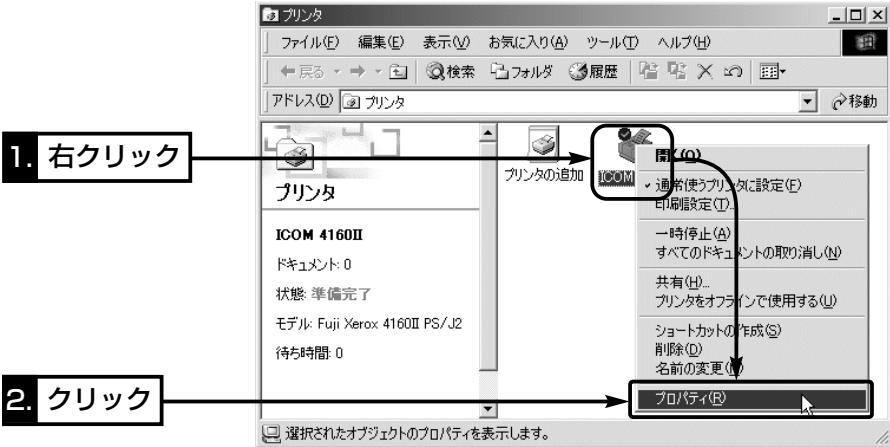 プリンタ
ファイル(F) 編集(E) 表示(V) お気に入り(A) ツール(T) ヘルプ(H)
戻る 検索 フォルダ 履歴
アドレス(D) プリンタ 移動
1. 右クリック
プリンタ
ICOM 4160II
ドキュメント: 0
状態: 準備完了
モデル: Fuji Xerox 4160II PS/J2
待ち時間: 0
プリンタの追加
ICOM
開く(O)
通常使うプリンタに設定(F)
印刷設定(T)...
一時停止(A)
すべてのドキュメントの取り消し(N)
共有(H)...
プリンタをオフラインで使用する(U)
ショートカットの作成(S)
削除(D)
名前の変更(M)
プロパティ(R)
2. クリック
選択されたオブジェクトのプロパティを表示します。